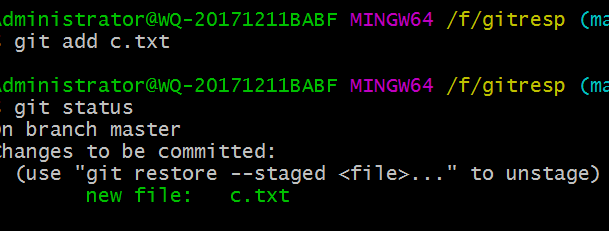 dministrator@WQ-20171211BABF MINGW64 /f/gitresp (ma
git add c.txt
dministrator@WQ-20171211BABF MINGW64 /f/gitresp (ma
git status
n branch master
hanges to be committed:
(use "git restore --staged <file>..." to unstage)
new file:   c.txt